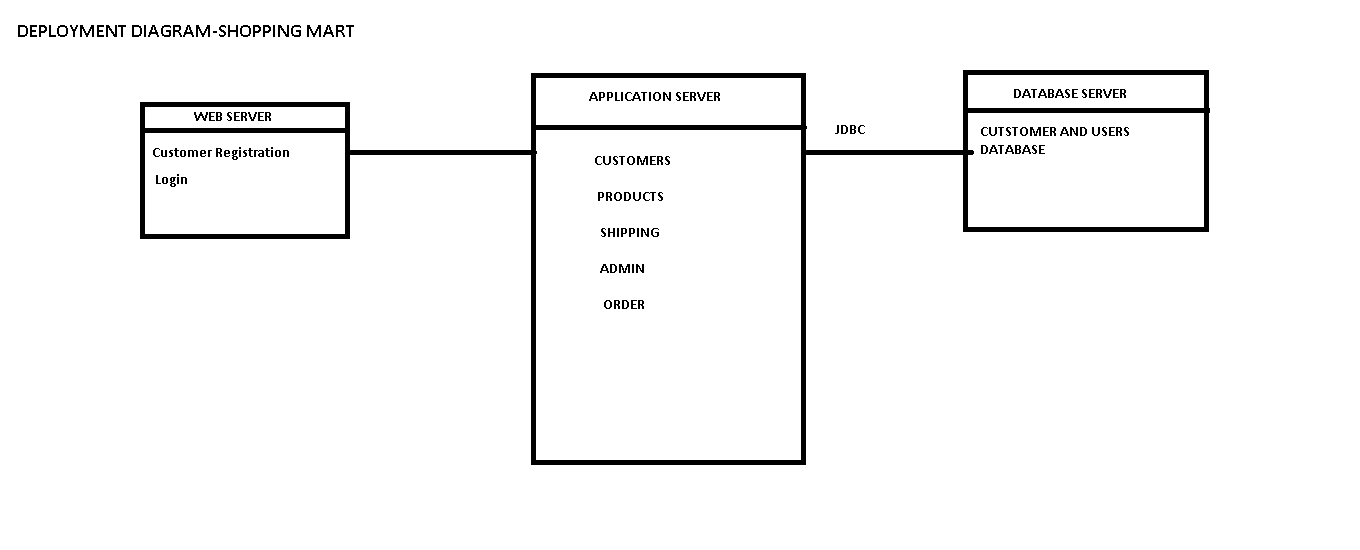 DEPLOYMENT DIAGRAM-SHOPPING MART
WEB SERVER
Customer Registration
Login
APPLICATION SERVER
CUSTOMERS
PRODUCTS
SHIPPING
ADMIN
ORDER
JDBC
DATABASE SERVER
CUTSTOMER AND USERS
DATABASE